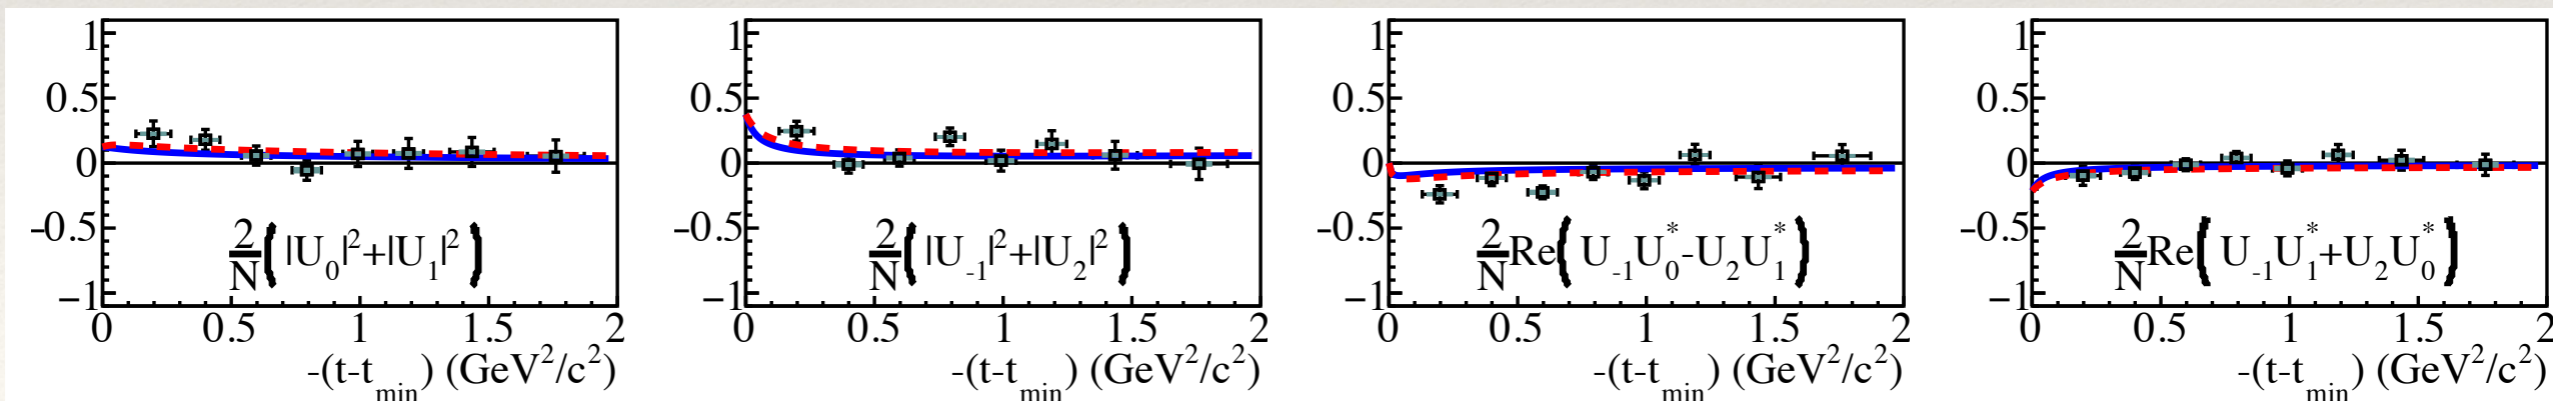 1
0.5
0
−0.5
−1
2/N(|U_0|²+|U_1|²)
0 0.5 1 1.5 2
-(t-t_min) (GeV²/c²)
1
0.5
0
−0.5
−1
2/N(|U_-1|²+|U_2|²)
0 0.5 1 1.5 2
-(t-t_min) (GeV²/c²)
1
0.5
0
−0.5
−1
2/N Re(U_-1U_0^*-U_2U_1^*)
0 0.5 1 1.5 2
-(t-t_min) (GeV²/c²)
1
0.5
0
−0.5
−1
2/N Re(U_-1U_1^*+U_2U_0^*)
0 0.5 1 1.5 2
-(t-t_min) (GeV²/c²)